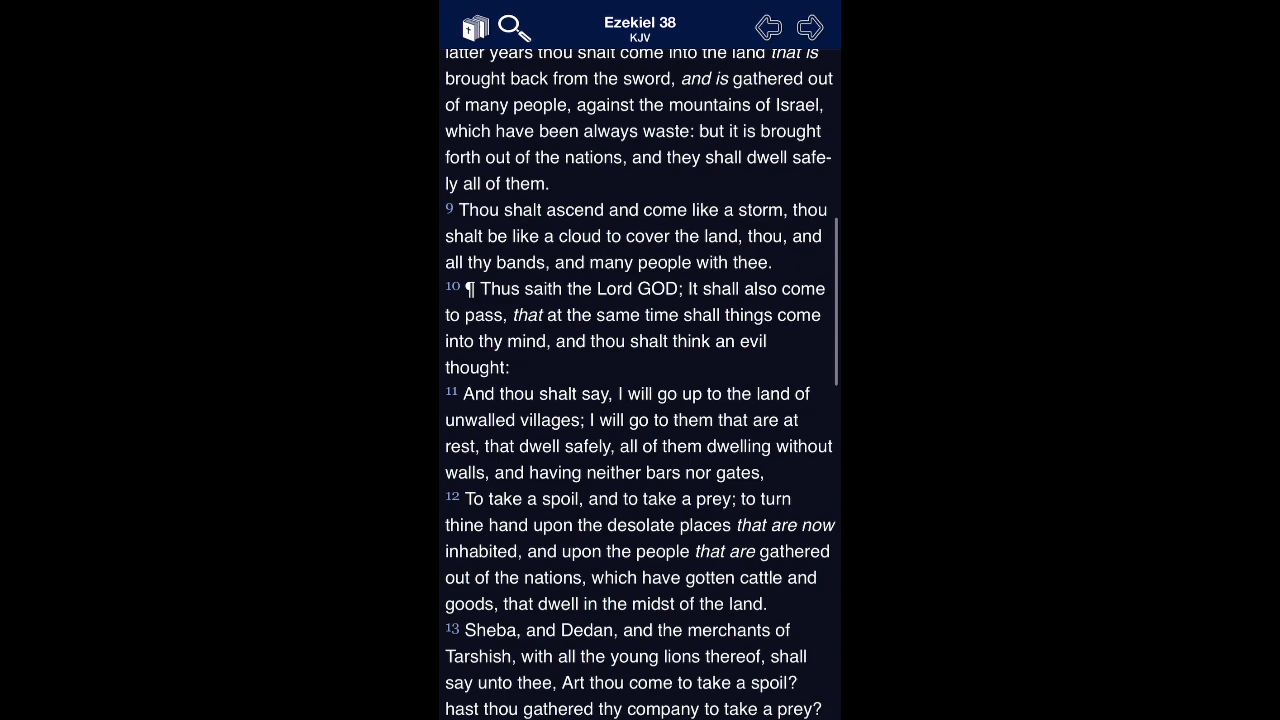 Ezekiel 38
KJV
latter years thou shalt come into the land that is
brought back from the sword, and is gathered out
of many people, against the mountains of Israel,
which have been always waste: but it is brought
forth out of the nations, and they shall dwell safe-
ly all of them.
9 Thou shalt ascend and come like a storm, thou
shalt be like a cloud to cover the land, thou, and
all thy bands, and many people with thee.
10 ¶ Thus saith the Lord GOD; It shall also come
to pass, that at the same time shall things come
into thy mind, and thou shalt think an evil
thought:
11 And thou shalt say, I will go up to the land of
unwalled villages; I will go to them that are at
rest, that dwell safely, all of them dwelling without
walls, and having neither bars nor gates,
12 To take a spoil, and to take a prey; to turn
thine hand upon the desolate places that are now
inhabited, and upon the people that are gathered
out of the nations, which have gotten cattle and
goods, that dwell in the midst of the land.
13 Sheba, and Dedan, and the merchants of
Tarshish, with all the young lions thereof, shall
say unto thee, Art thou come to take a spoil?
hast thou gathered thy company to take a prey?